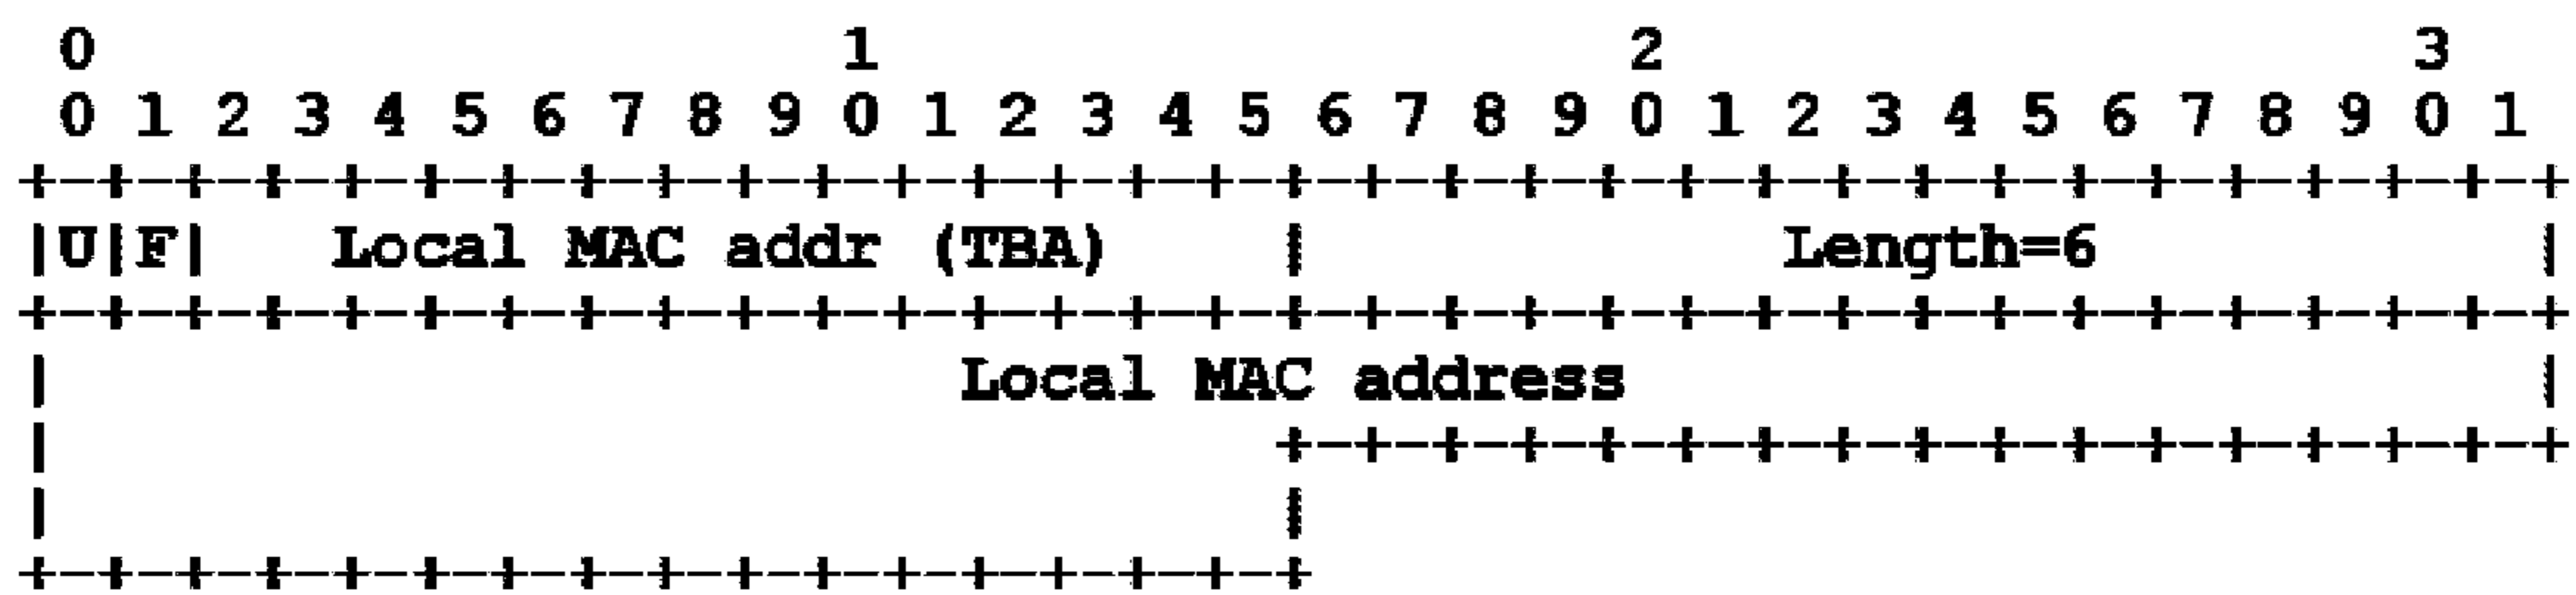 0                   1                   2                   3
 0 1 2 3 4 5 6 7 8 9 0 1 2 3 4 5 6 7 8 9 0 1 2 3 4 5 6 7 8 9 0 1
+-+-+-+-+-+-+-+-+-+-+-+-+-+-+-+-+-+-+-+-+-+-+-+-+-+-+-+-+-+-+-+-+
|U|F|   Local MAC addr (TBA)    |            Length=6           |
+-+-+-+-+-+-+-+-+-+-+-+-+-+-+-+-+-+-+-+-+-+-+-+-+-+-+-+-+-+-+-+-+
|                       Local MAC address                       |
|                               +-+-+-+-+-+-+-+-+-+-+-+-+-+-+-+-+
|                               |
+-+-+-+-+-+-+-+-+-+-+-+-+-+-+-+-+